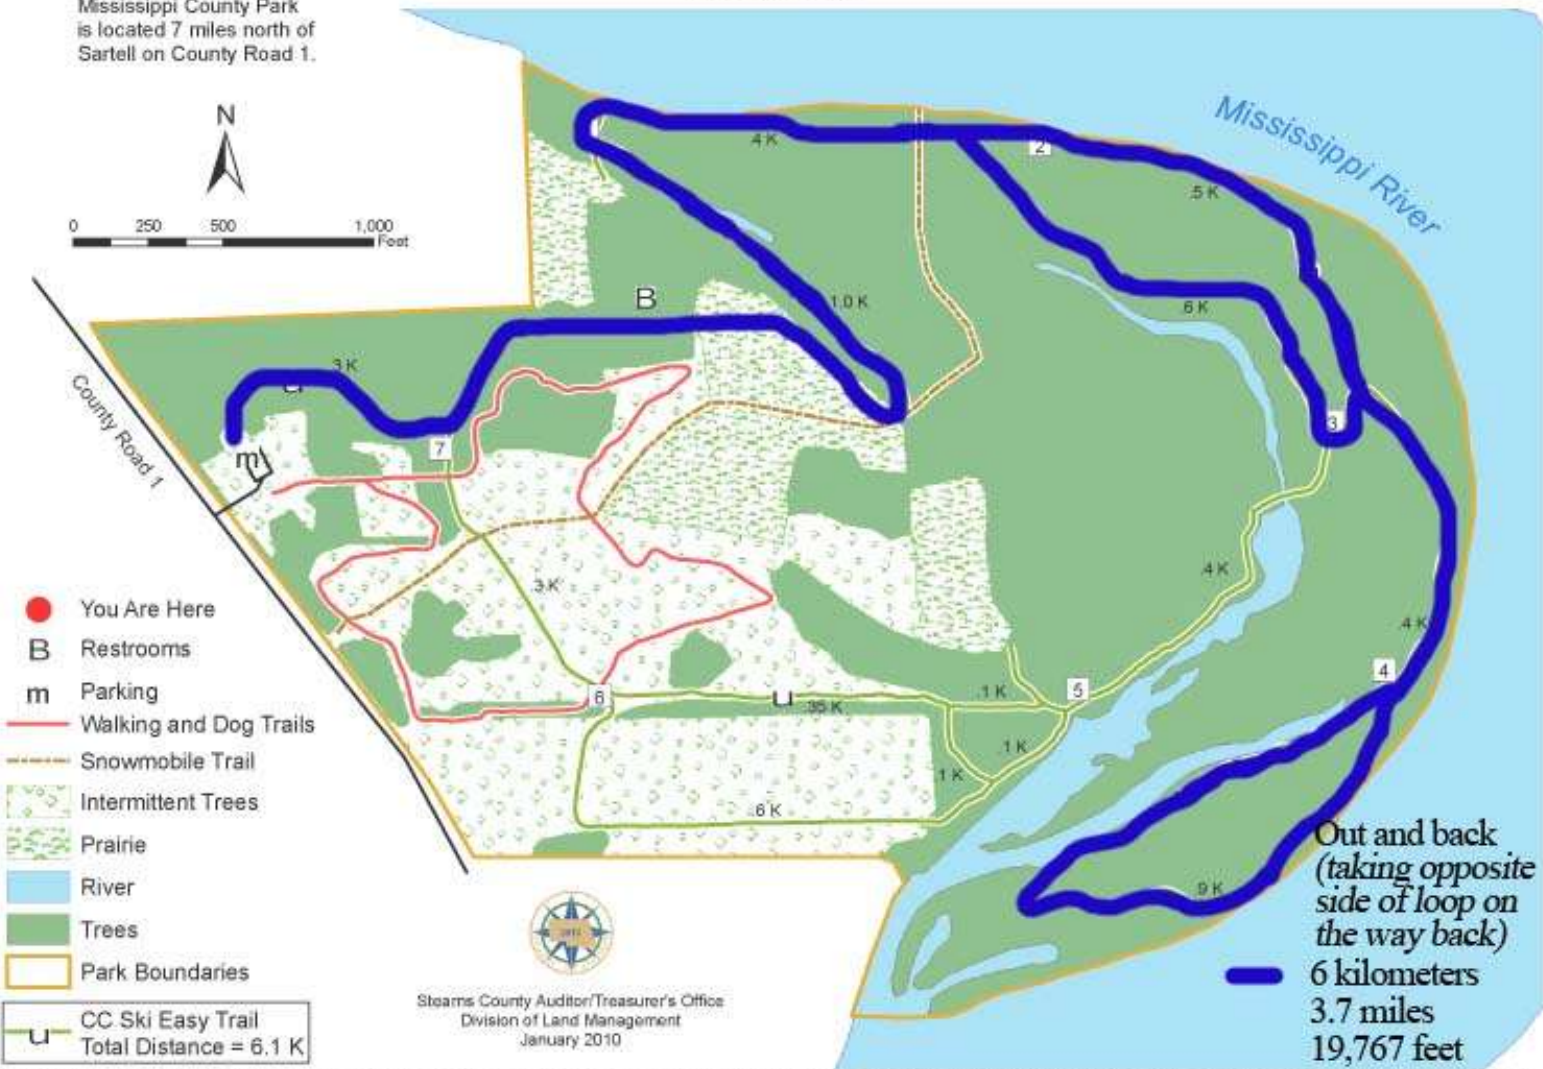 Mississippi County Park
is located 7 miles north of
Sartell on County Road 1.
N
0 250 500 1,000
Feet
Mississippi River
.4 K
2
.5 K
B
1.0 K
.6 K
.3 K
u
County Road 1
m
7
3
.3 K
.4 K
.4 K
4
5
6
.1 K
u
.35 K
.1 K
.1 K
.6 K
.9 K
You Are Here
B Restrooms
m Parking
Walking and Dog Trails
Snowmobile Trail
Intermittent Trees
Prairie
River
Trees
Park Boundaries
u CC Ski Easy Trail
Total Distance = 6.1 K
Stearns County Auditor/Treasurer's Office
Division of Land Management
January 2010
Out and back
(taking opposite
side of loop on
the way back)
6 kilometers
3.7 miles
19,767 feet